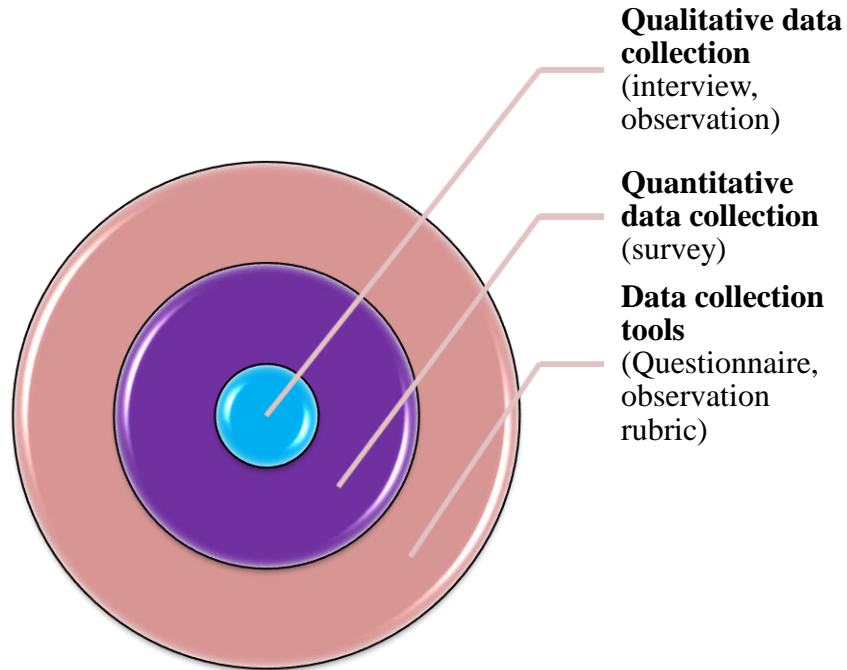 Qualitative data
collection
(interview,
observation)
Quantitative
data collection
(survey)
Data collection
tools
(Questionnaire,
observation
rubric)